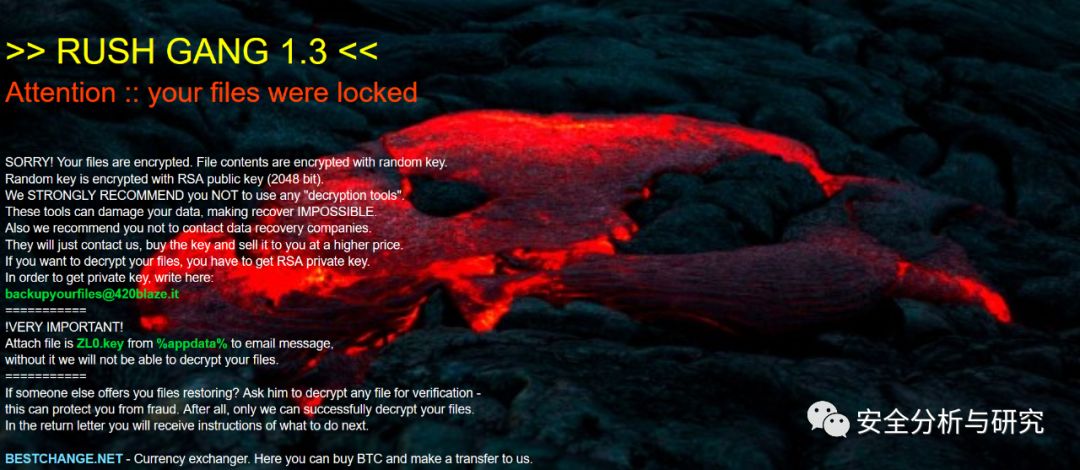 >> RUSH GANG 1.3 <<
Attention :: your files were locked
SORRY! Your files are encrypted. File contents are encrypted with random key.
Random key is encrypted with RSA public key (2048 bit).
We STRONGLY RECOMMEND you NOT to use any "decryption tools".
These tools can damage your data, making recover IMPOSSIBLE.
Also we recommend you not to contact data recovery companies.
They will just contact us, buy the key and sell it to you at a higher price.
If you want to decrypt your files, you have to get RSA private key.
In order to get private key, write here:
backupyourfiles@420blaze.it
===========
!VERY IMPORTANT!
Attach file is ZL0.key from %appdata% to email message,
without it we will not be able to decrypt your files.
===========
If someone else offers you files restoring? Ask him to decrypt any file for verification -
this can protect you from fraud. After all, only we can successfully decrypt your files.
In the return letter you will receive instructions of what to do next.
BESTCHANGE.NET - Currency exchanger. Here you can buy BTC and make a transfer to us.
安全分析与研究